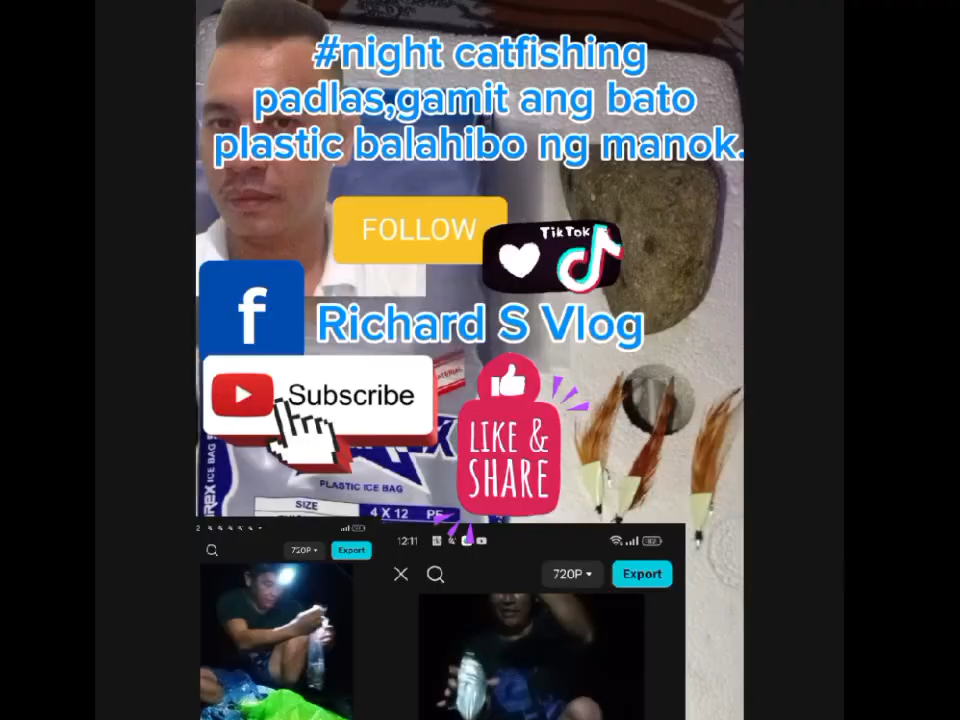 #night catfishing
padlas,gamit ang bato
plastic balahibo ng manok.
FOLLOW
TikTok
f
Richard S Vlog
Subscribe
LIKE &
SHARE
PLASTIC ICE BAG
SIZE
4 X 12
720P
Export
12:11
82
720P
Export